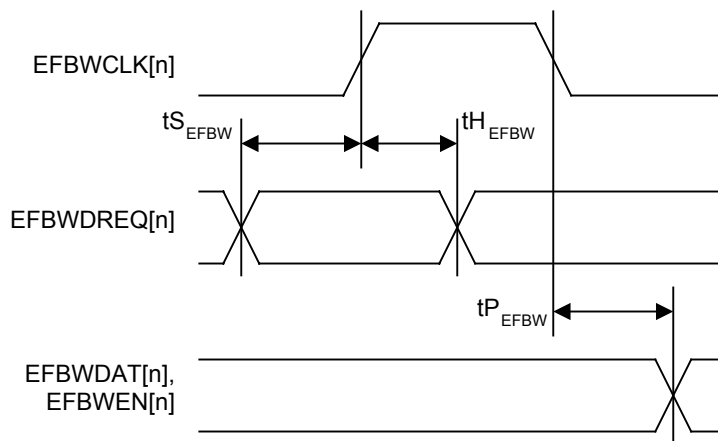 EFBWCLK[n]
tS EFBW
tH EFBW
EFBWDREQ[n]
tP EFBW
EFBWDAT[n],
EFBWEN[n]